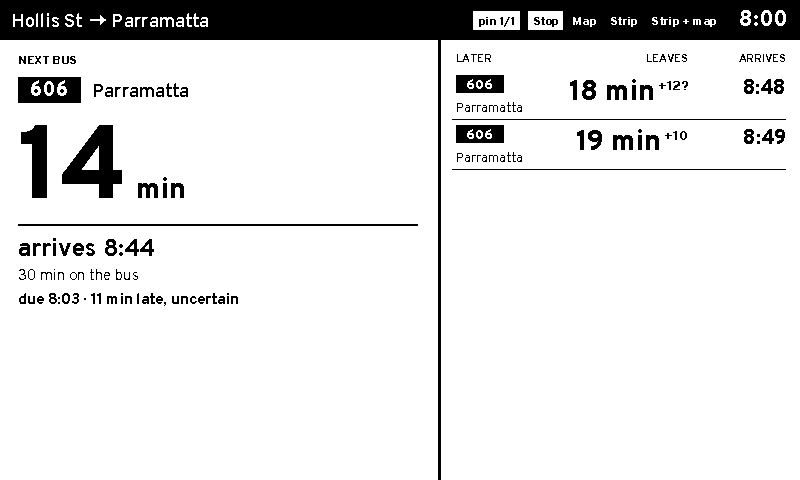 Hollis St → Parramatta
pin 1/1 Stop Map Strip Strip + map 8:00
NEXT BUS
606 Parramatta
14 min
arrives 8:44
30 min on the bus
due 8:03 · 11 min late, uncertain
LATER LEAVES ARRIVES
606 18 min +12? 8:48
Parramatta
606 19 min +10 8:49
Parramatta